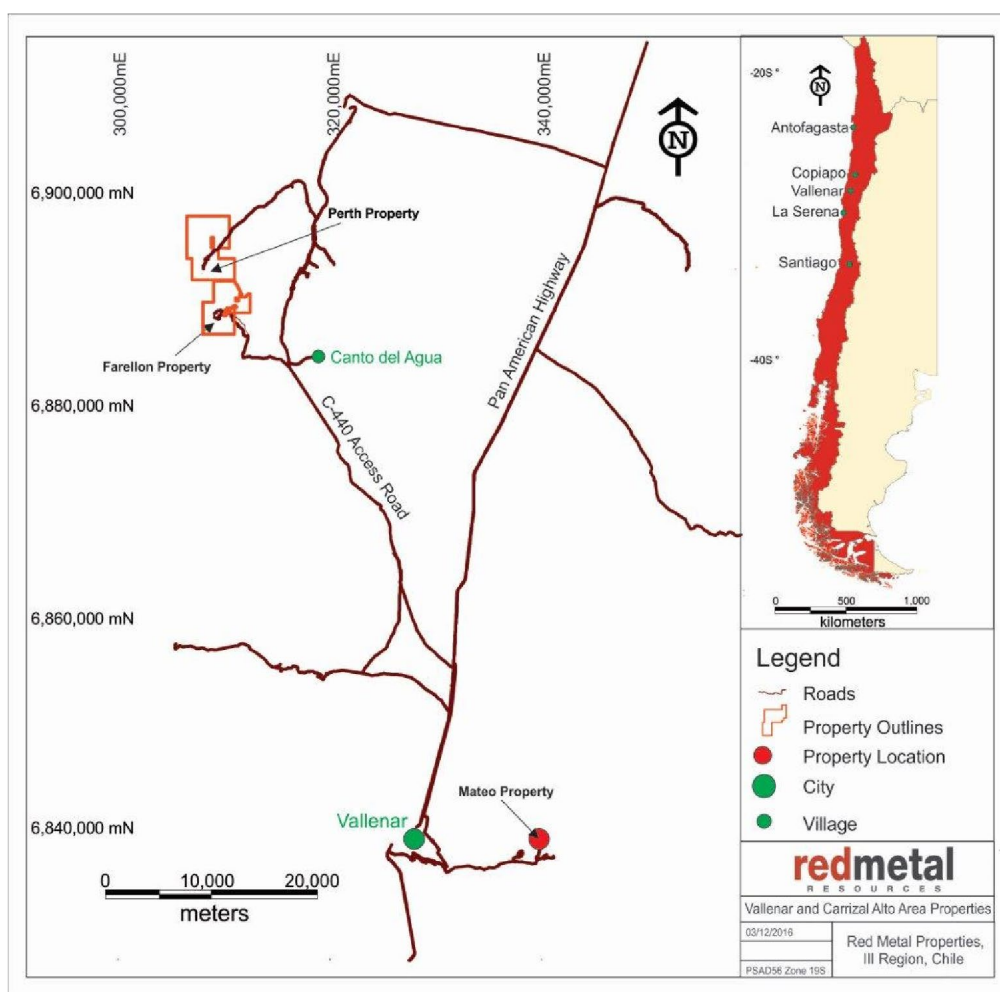 300,000mE
320,000mE
340,000mE
N
6,900,000 mN
Perth Property
Farellon Property
Canto del Agua
6,880,000 mN
C-440 Access Road
Pan American Highway
6,860,000 mN
Mateo Property
Vallenar
6,840,000 mN
0 10,000 20,000
meters
-20S °
N
Antofagasta
Copiapo
Vallenar
La Serena
Santiago
-40S °
0 500 1,000
kilometers
Legend
Roads
Property Outlines
Property Location
City
Village
redmetal
RESOURCES
Vallenar and Carrizal Alto Area Properties
03/12/2016
PSAD56 Zone 19S
Red Metal Properties,
III Region, Chile